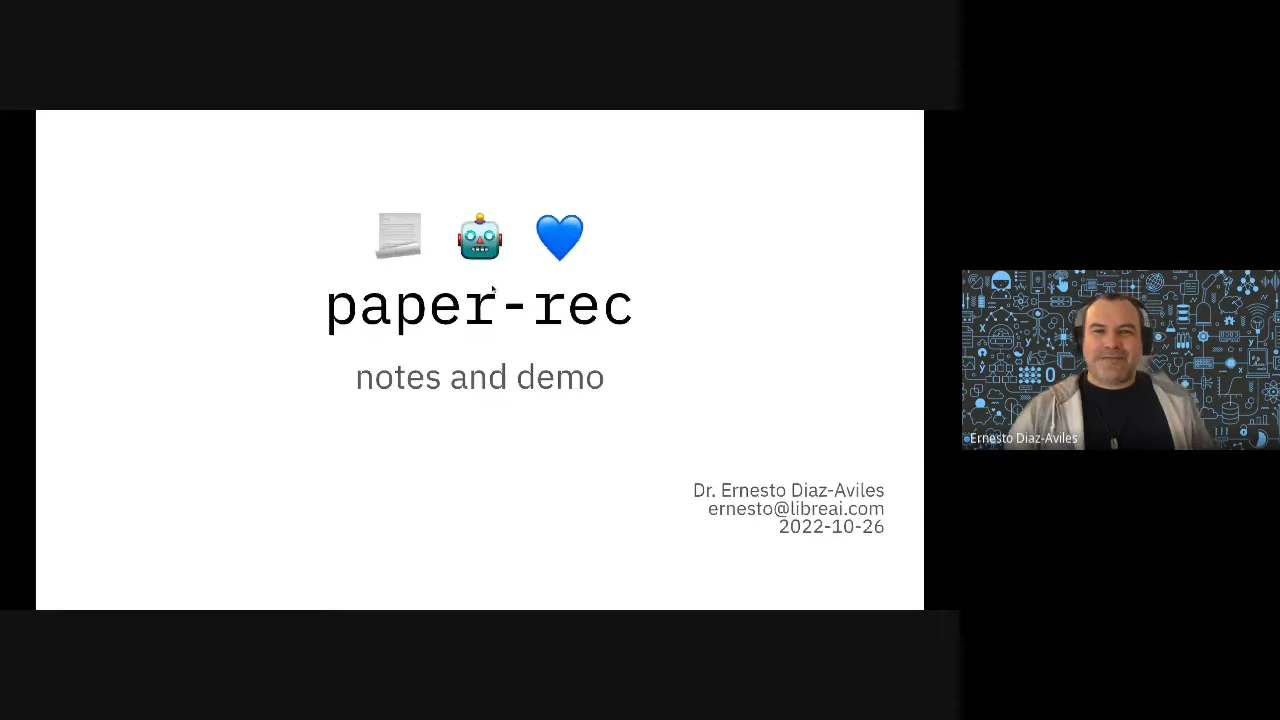 paper-rec
notes and demo
Dr. Ernesto Diaz-Aviles
ernesto@libreai.com
2022-10-26
Ernesto Diaz-Aviles